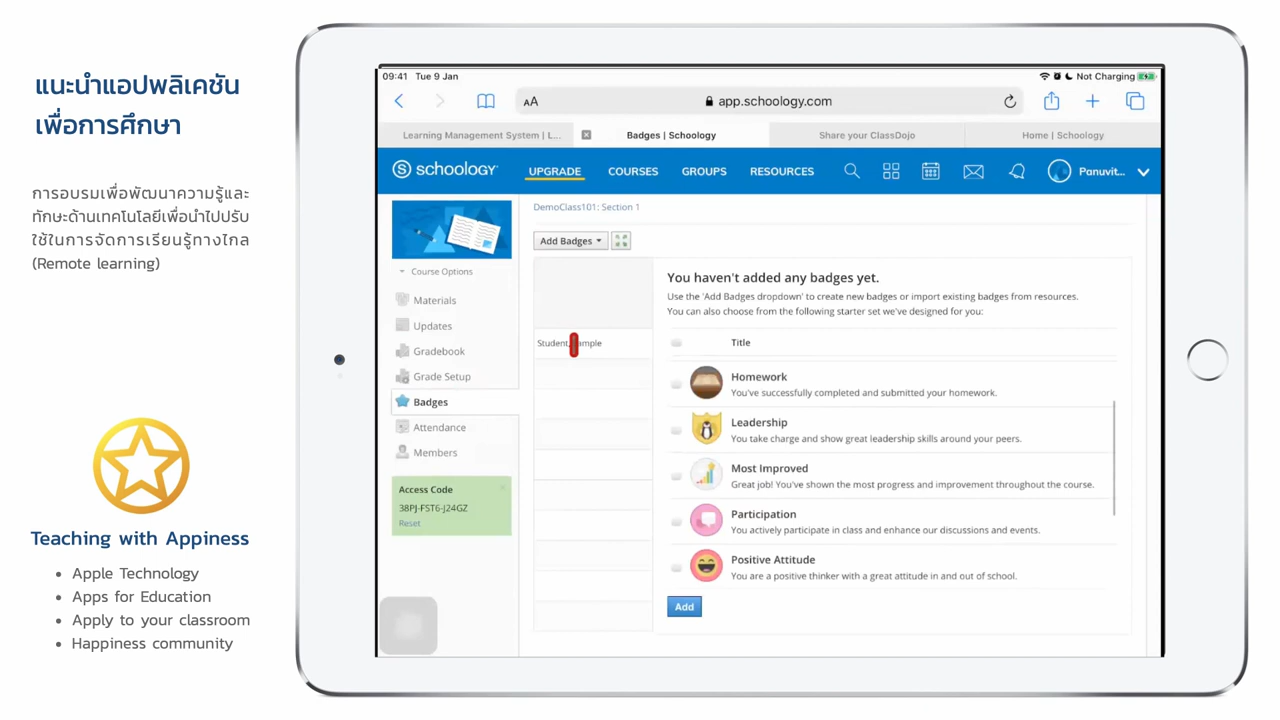 แนะนำแอปพลิเคชัน
เพื่อการศึกษา
การอบรมเพื่อพัฒนาความรู้และ
ทักษะด้านเทคโนโลยีเพื่อนำไปปรับ
ใช้ในการจัดการเรียนรู้ทางไกล
(Remote learning)
Teaching with Appiness
• Apple Technology
• Apps for Education
• Apply to your classroom
• Happiness community
09:41 Tue 9 Jan
Not Charging
AA
app.schoology.com
Learning Management System | L...
Badges | Schoology
Share your ClassDojo
Home | Schoology
S schoology
UPGRADE
COURSES
GROUPS
RESOURCES
Panuvit...
DemoClass101: Section 1
Add Badges
Course Options
Materials
Updates
Gradebook
Grade Setup
Badges
Attendance
Members
Access Code
38PJ-FST6-J24GZ
Reset
Student,
You haven't added any badges yet.
Use the 'Add Badges dropdown' to create new badges or import existing badges from resources.
You can also choose from the following starter set we've designed for you:
Title
Homework
You've successfully completed and submitted your homework.
Leadership
You take charge and show great leadership skills around your peers.
Most Improved
Great job! You've shown the most progress and improvement throughout the course.
Participation
You actively participate in class and enhance our discussions and events.
Positive Attitude
You are a positive thinker with a great attitude in and out of school.
Add